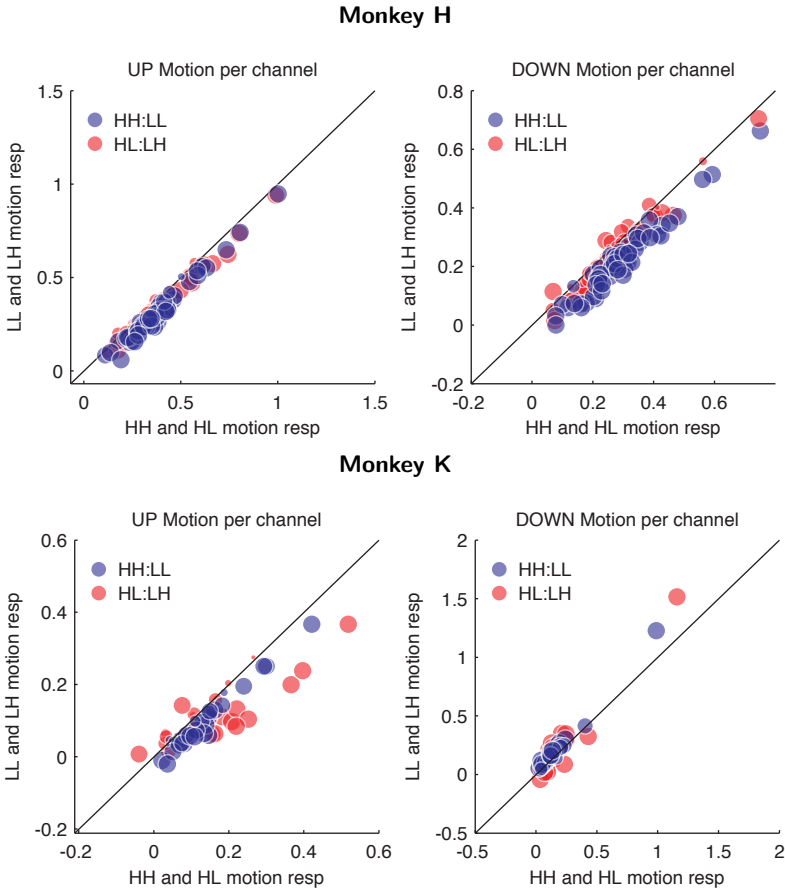 Monkey H
UP Motion per channel
DOWN Motion per channel
1.5
1
0.5
0
LL and LH motion resp
HH:LL
HL:LH
0
0.5
1
1.5
HH and HL motion resp
0.8
0.6
0.4
0.2
0
-0.2
LL and LH motion resp
HH:LL
HL:LH
-0.2
0
0.2
0.4
0.6
HH and HL motion resp
Monkey K
UP Motion per channel
DOWN Motion per channel
0.6
0.4
0.2
0
-0.2
LL and LH motion resp
HH:LL
HL:LH
-0.2
0
0.2
0.4
0.6
HH and HL motion resp
2
1.5
1
0.5
0
-0.5
LL and LH motion resp
HH:LL
HL:LH
-0.5
0
0.5
1
1.5
2
HH and HL motion resp